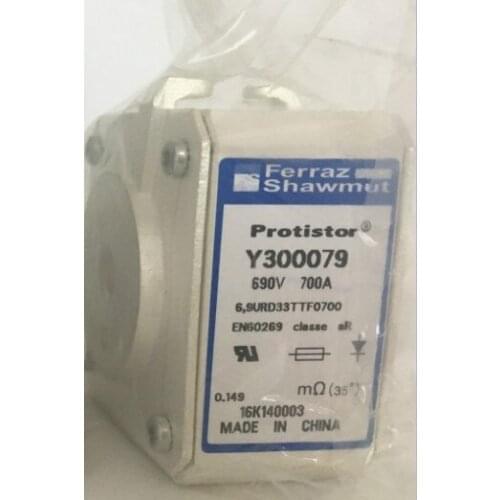 Ferraz
Shawmut
Protistor®
Y300079
690V 700A
6,9URD33TTF0700
EN60269 classe aR
0.149 mΩ (35°)
16K140003
MADE IN CHINA